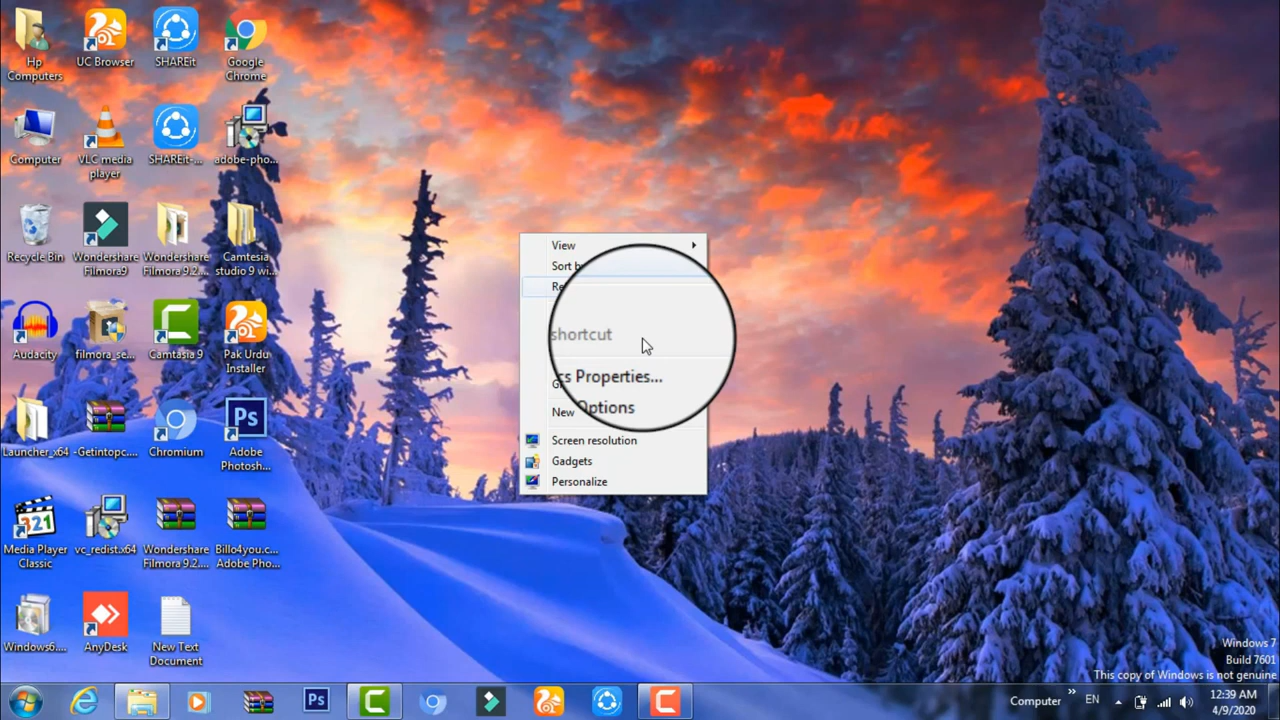 Hp Computers
UC Browser
SHAREit
Google Chrome
Computer
VLC media player
SHAREit-...
adobe-pho...
Recycle Bin
Wondershare Filmora9
Wondershare Filmora 9.2....
Camtesia studio 9 wi...
Audacity
filmora_se...
Camtasia 9
Pak Urdu Installer
Launcher_x64
-Getintopc....
Chromium
Adobe Photosh...
Media Player Classic
vc_redist.x64
Wondershare Filmora 9.2....
Billo4you.c... Adobe Pho...
Windows6....
AnyDesk
New Text Document
View
Sort b
Re
shortcut
cs Properties...
Options
New
Screen resolution
Gadgets
Personalize
Windows 7
Build 7601
This copy of Windows is not genuine
Computer
EN
12:39 AM
4/9/2020